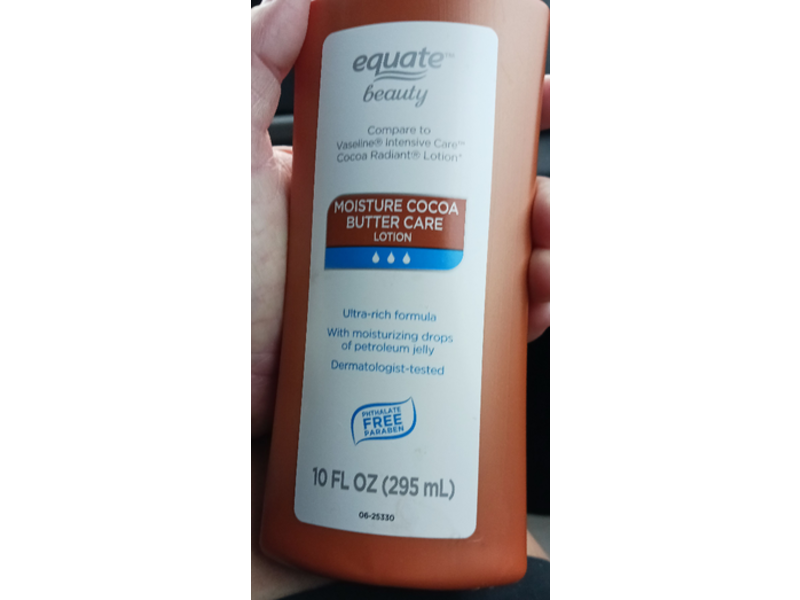 equate™
beauty
Compare to
Vaseline® Intensive Care™
Cocoa Radiant® Lotion*
MOISTURE COCOA
BUTTER CARE
LOTION
Ultra-rich formula
With moisturizing drops
of petroleum jelly
Dermatologist-tested
PHTHALATE
FREE
PARABEN
10 FL OZ (295 mL)
06-25330